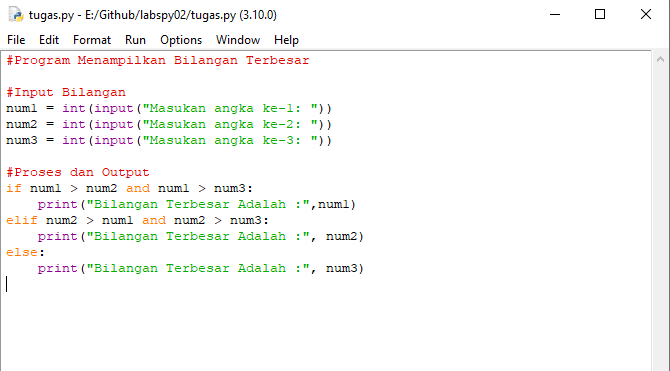 tugas.py - E:/Github/labspy02/tugas.py (3.10.0)
File Edit Format Run Options Window Help
#Program Menampilkan Bilangan Terbesar
#Input Bilangan
num1 = int(input("Masukan angka ke-1: "))
num2 = int(input("Masukan angka ke-2: "))
num3 = int(input("Masukan angka ke-3: "))
#Proses dan Output
if num1 > num2 and num1 > num3:
    print("Bilangan Terbesar Adalah :",num1)
elif num2 > num1 and num2 > num3:
    print("Bilangan Terbesar Adalah :", num2)
else:
    print("Bilangan Terbesar Adalah :", num3)